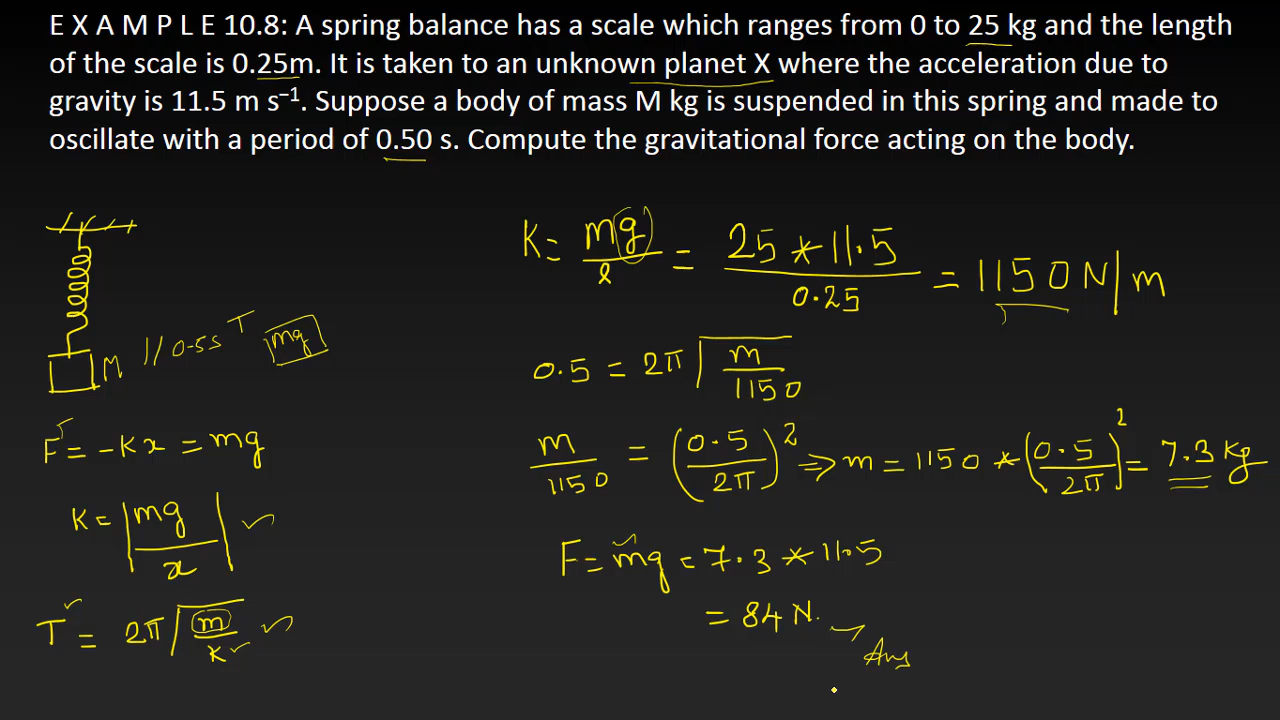 E X A M P L E 10.8: A spring balance has a scale which ranges from 0 to 25 kg and the length
of the scale is 0.25m. It is taken to an unknown planet X where the acceleration due to
gravity is 11.5 m s⁻¹. Suppose a body of mass M kg is suspended in this spring and made to
oscillate with a period of 0.50 s. Compute the gravitational force acting on the body.
M // 0.5s T mg
F = -Kx = mg
K = |mg/x|
T = 2π√(m/K)
K = mg/l = 25 * 11.5/0.25 = 1150 N/m
0.5 = 2π√(m/1150)
m/1150 = (0.5/2π)² ⇒ m = 1150 * (0.5/2π)² = 7.3 kg
F = mg = 7.3 * 11.5
= 84 N.
Ans